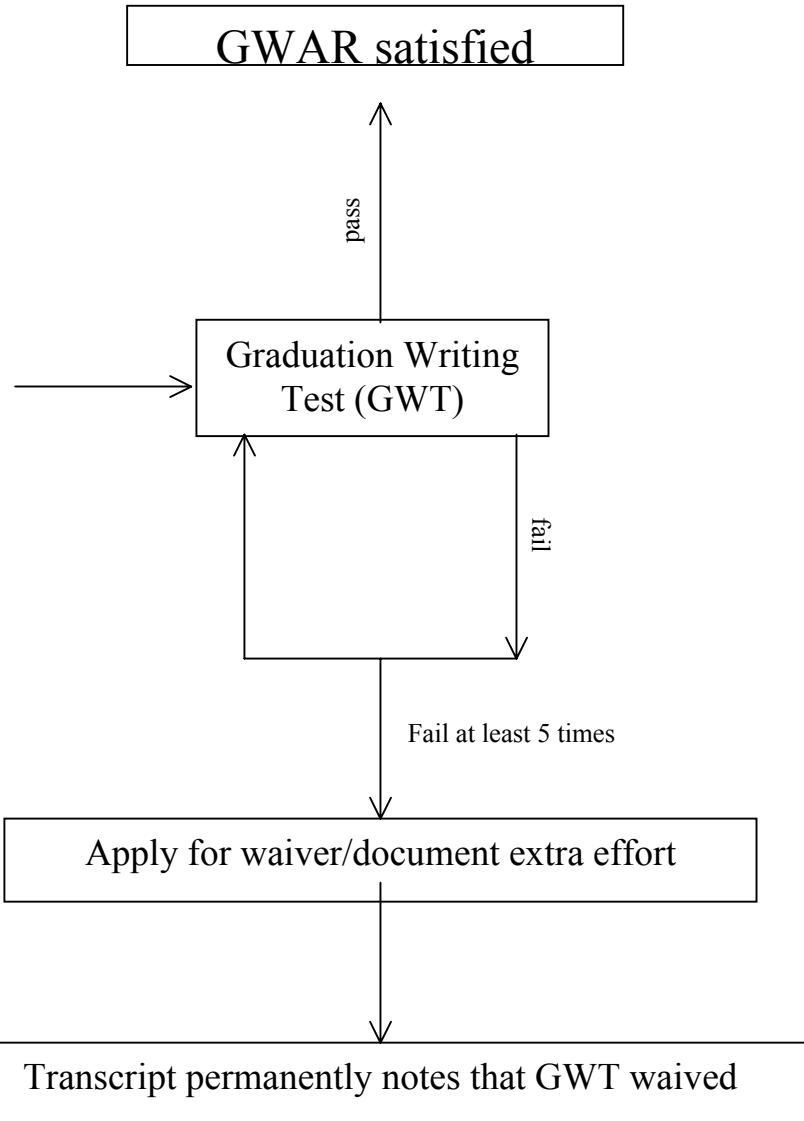 GWAR satisfied
pass
Graduation Writing
Test (GWT)
fail
Fail at least 5 times
Apply for waiver/document extra effort
Transcript permanently notes that GWT waived